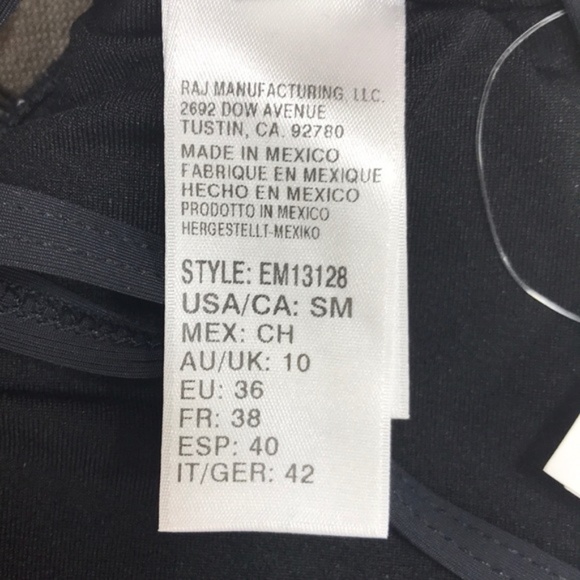 RAJ MANUFACTURING, LLC.
2692 DOW AVENUE
TUSTIN, CA. 92780
MADE IN MEXICO
FABRIQUE EN MEXIQUE
HECHO EN MEXICO
PRODOTTO IN MEXICO
HERGESTELLT-MEXIKO
STYLE: EM13128
USA/CA: SM
MEX: CH
AU/UK: 10
EU: 36
FR: 38
ESP: 40
IT/GER: 42